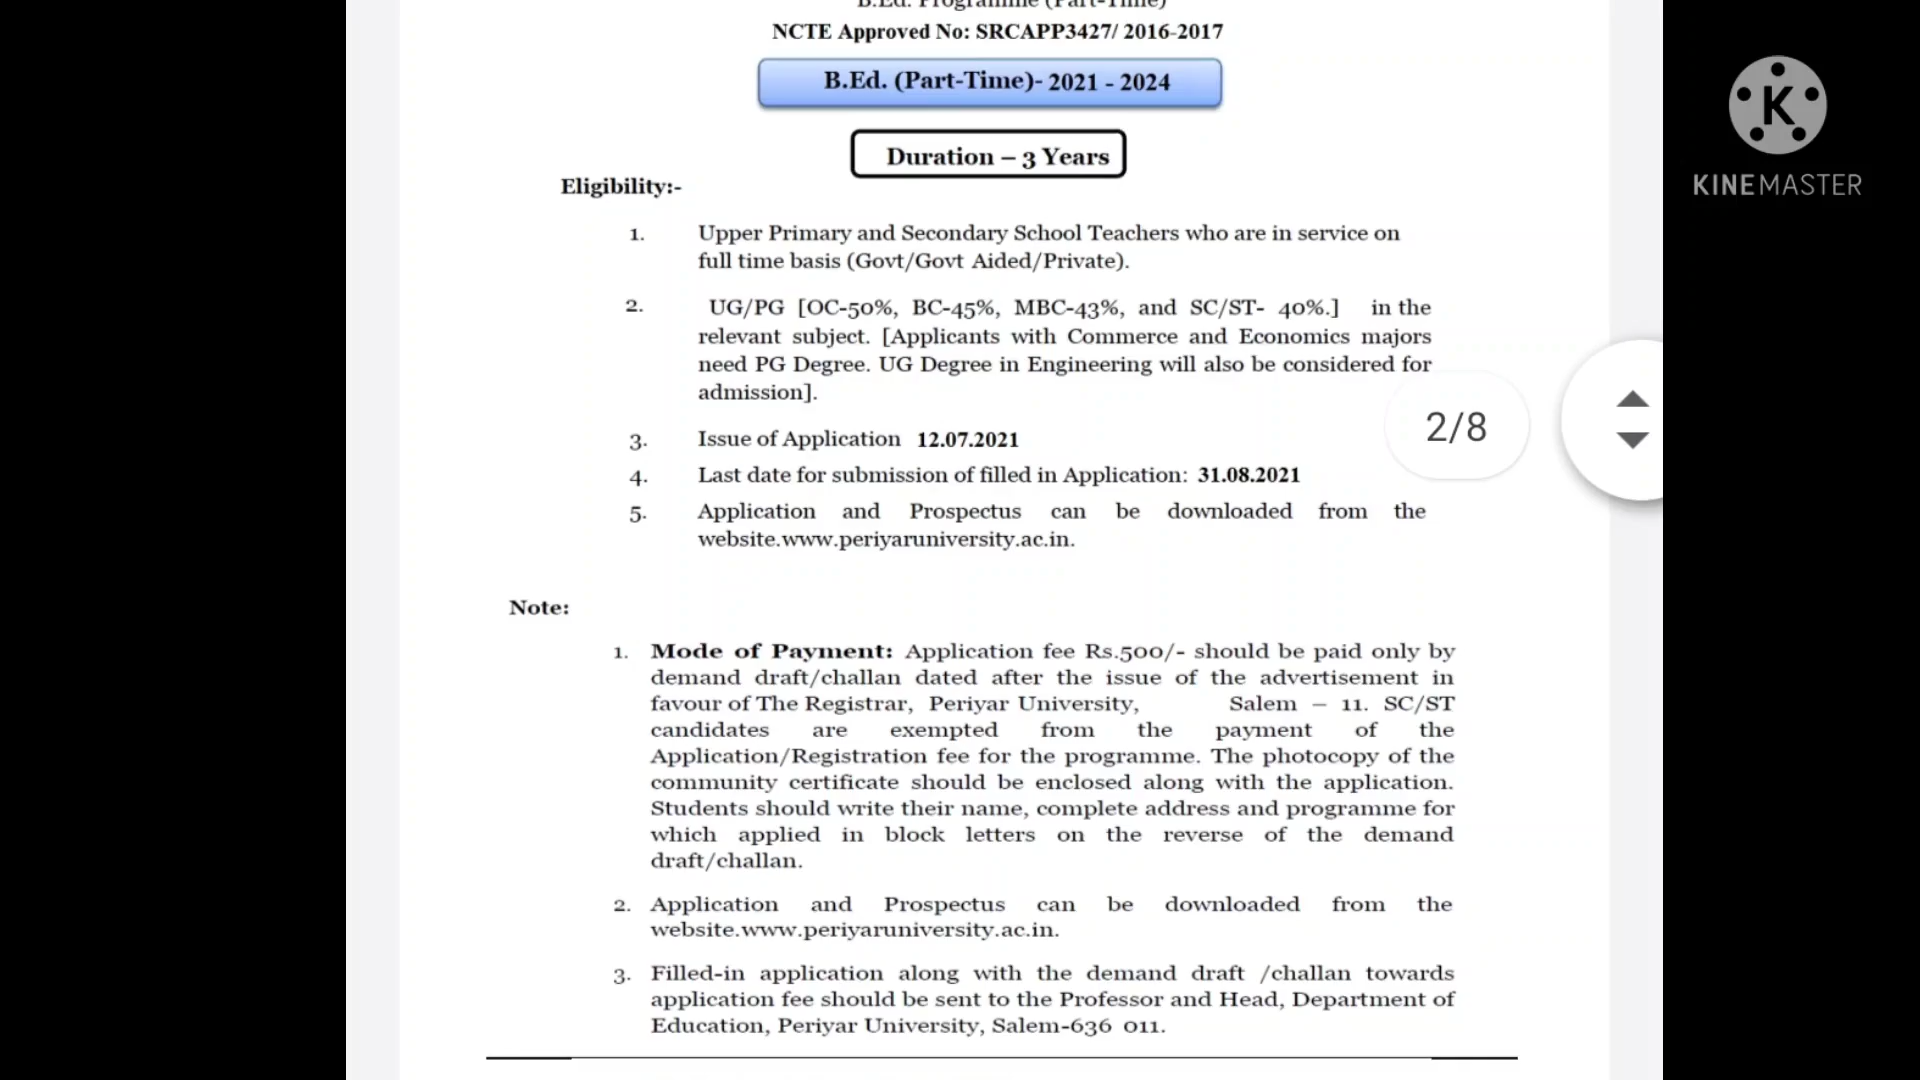 B.Ed. Programme (Part-Time)
NCTE Approved No: SRCAPP3427/ 2016-2017
B.Ed. (Part-Time)- 2021 - 2024
Duration – 3 Years
Eligibility:-
1. Upper Primary and Secondary School Teachers who are in service on
full time basis (Govt/Govt Aided/Private).
2. UG/PG [OC-50%, BC-45%, MBC-43%, and SC/ST- 40%.] in the
relevant subject. [Applicants with Commerce and Economics majors
need PG Degree. UG Degree in Engineering will also be considered for
admission].
3. Issue of Application 12.07.2021
4. Last date for submission of filled in Application: 31.08.2021
5. Application and Prospectus can be downloaded from the
website.www.periyaruniversity.ac.in.
Note:
1. Mode of Payment: Application fee Rs.500/- should be paid only by
demand draft/challan dated after the issue of the advertisement in
favour of The Registrar, Periyar University, Salem – 11. SC/ST
candidates are exempted from the payment of the
Application/Registration fee for the programme. The photocopy of the
community certificate should be enclosed along with the application.
Students should write their name, complete address and programme for
which applied in block letters on the reverse of the demand
draft/challan.
2. Application and Prospectus can be downloaded from the
website.www.periyaruniversity.ac.in.
3. Filled-in application along with the demand draft /challan towards
application fee should be sent to the Professor and Head, Department of
Education, Periyar University, Salem-636 011.
2/8
K
KINEMASTER